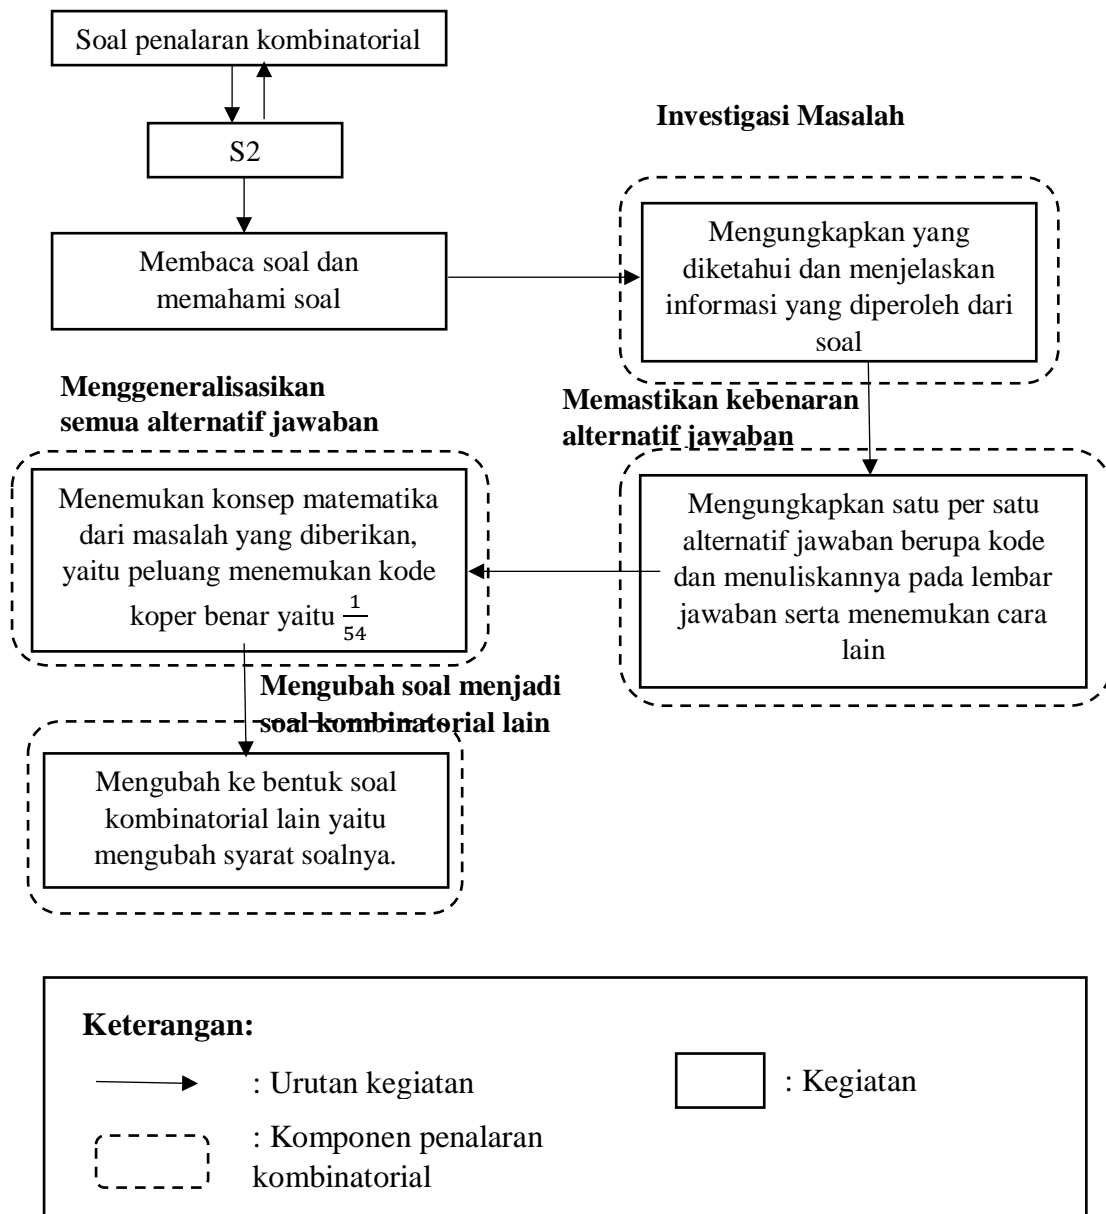 Soal penalaran kombinatorial
S2
Membaca soal dan
memahami soal
Investigasi Masalah
Mengungkapkan yang
diketahui dan menjelaskan
informasi yang diperoleh dari
soal
Memastikan kebenaran
alternatif jawaban
Mengungkapkan satu per satu
alternatif jawaban berupa kode
dan menuliskannya pada lembar
jawaban serta menemukan cara
lain
Menggeneralisasikan
semua alternatif jawaban
Menemukan konsep matematika
dari masalah yang diberikan,
yaitu peluang menemukan kode
koper benar yaitu 1/54
Mengubah soal menjadi
soal kombinatorial lain
Mengubah ke bentuk soal
kombinatorial lain yaitu
mengubah syarat soalnya.
Keterangan:
: Urutan kegiatan
: Kegiatan
: Komponen penalaran
kombinatorial